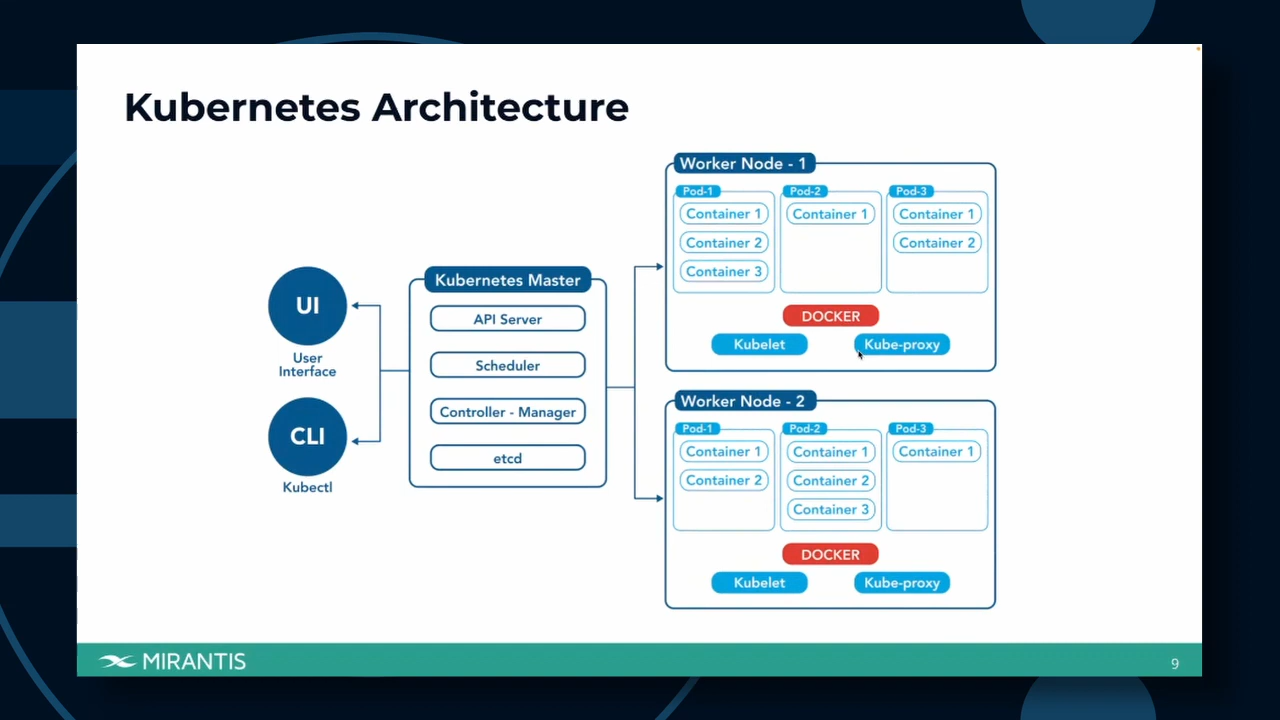 Kubernetes Architecture
UI
User
Interface
CLI
Kubectl
Kubernetes Master
API Server
Scheduler
Controller - Manager
etcd
Worker Node - 1
Pod-1
Container 1
Container 2
Container 3
Pod-2
Container 1
Pod-3
Container 1
Container 2
DOCKER
Kubelet
Kube-proxy
Worker Node - 2
Pod-1
Container 1
Container 2
Pod-2
Container 1
Container 2
Container 3
Pod-3
Container 1
DOCKER
Kubelet
Kube-proxy
MIRANTIS
9